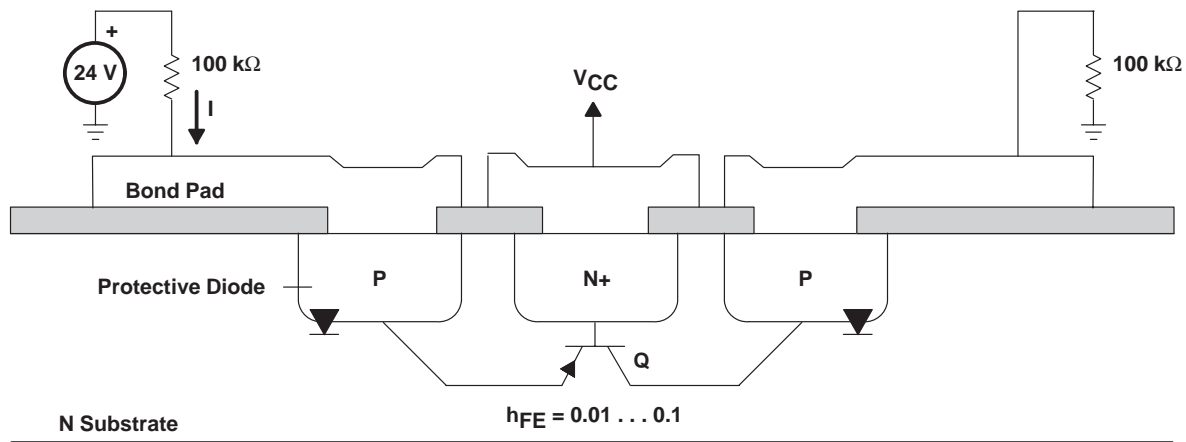 +
24 V
100 kΩ
I
VCC
100 kΩ
Bond Pad
P
N+
P
Protective Diode
Q
hFE = 0.01 . . . 0.1
N Substrate